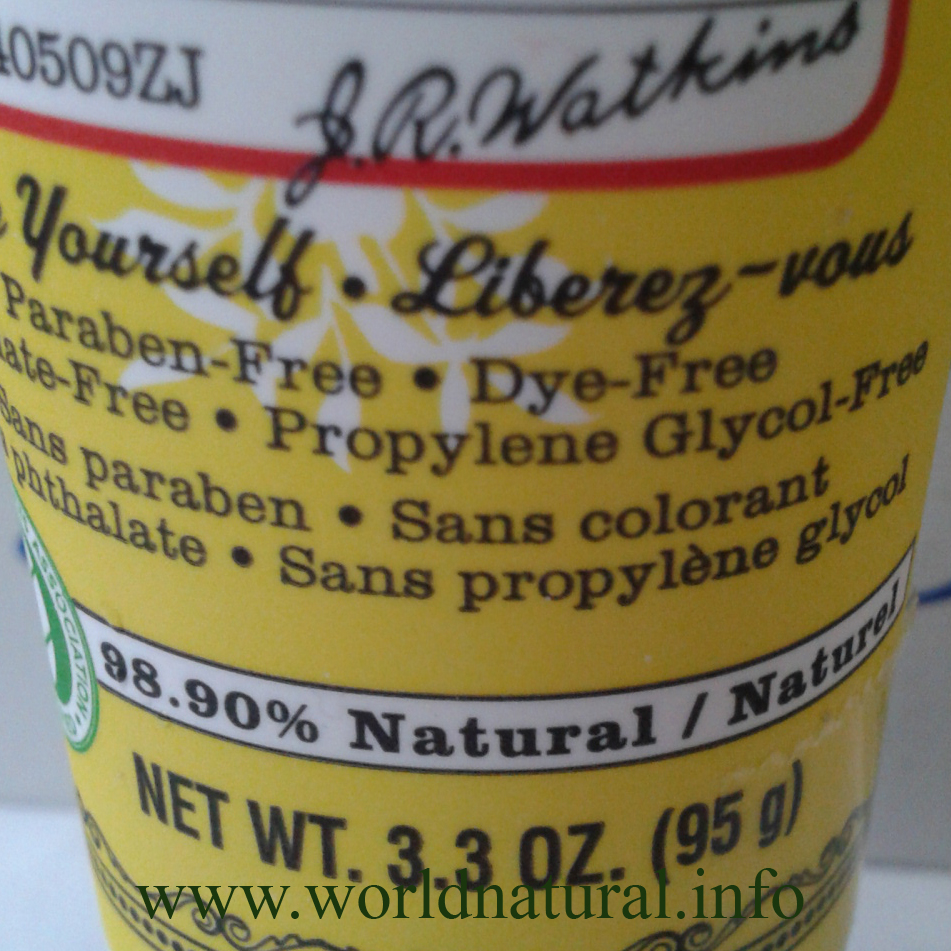 40509ZJ
J.R.Watkins
Yourself • Liberez-vous
Paraben-Free • Dye-Free
-Free • Propylene Glycol-Free
Sans paraben • Sans colorant
phthalate • Sans propylène glycol
ASSOCIATION
98.90% Natural / Naturel
NET WT. 3.3 OZ. (95 g)
www.worldnatural.info